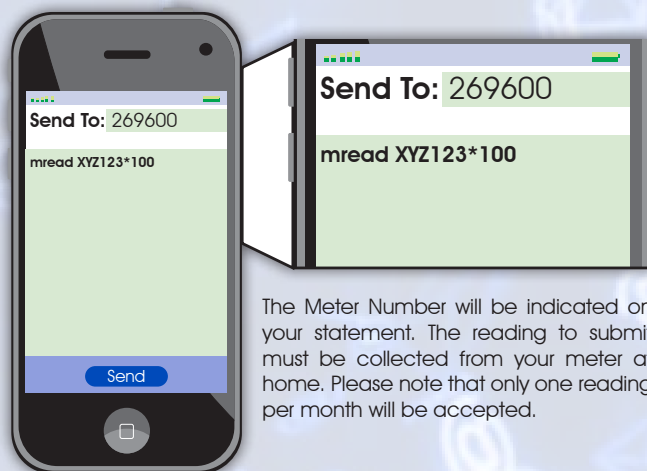 Send To: 269600
mread XYZ123*100
Send
Send To: 269600
mread XYZ123*100
The Meter Number will be indicated on
your statement. The reading to submit
must be collected from your meter at
home. Please note that only one reading
per month will be accepted.